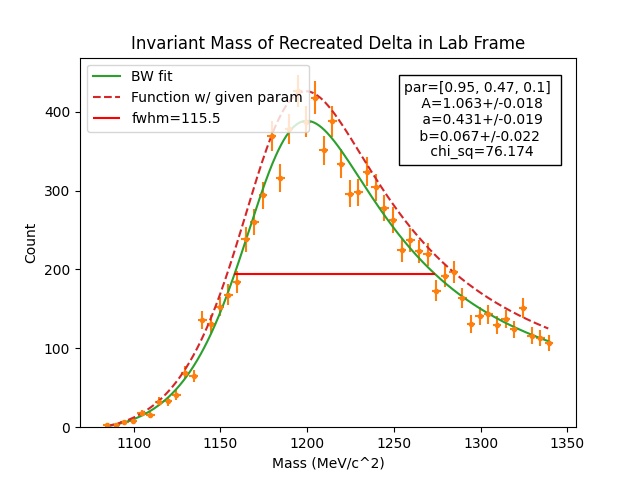 Invariant Mass of Recreated Delta in Lab Frame
BW fit
Function w/ given param
fwhm=115.5
par=[0.95, 0.47, 0.1]
A=1.063+/-0.018
a=0.431+/-0.019
b=0.067+/-0.022
chi_sq=76.174
Count
400
300
200
100
0
1100 1150 1200 1250 1300 1350
Mass (MeV/c^2)